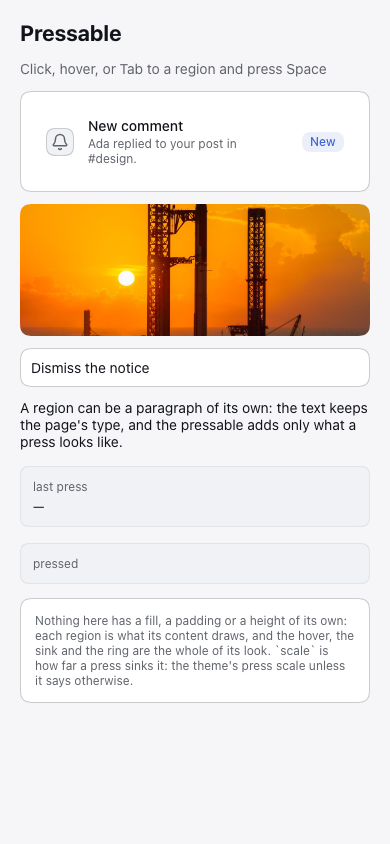 Pressable
Click, hover, or Tab to a region and press Space
New comment
Ada replied to your post in
#design.
New
Dismiss the notice
A region can be a paragraph of its own: the text keeps
the page's type, and the pressable adds only what a
press looks like.
last press
—
pressed
Nothing here has a fill, a padding or a height of its own:
each region is what its content draws, and the hover, the
sink and the ring are the whole of its look. `scale` is
how far a press sinks it: the theme's press scale unless
it says otherwise.